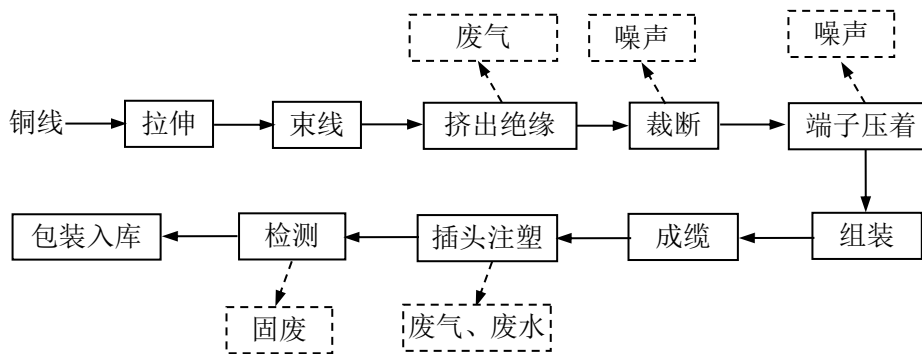 废气
噪声
噪声
铜线
拉伸
束线
挤出绝缘
裁断
端子压着
包装入库
检测
插头注塑
成缆
组装
固废
废气、废水